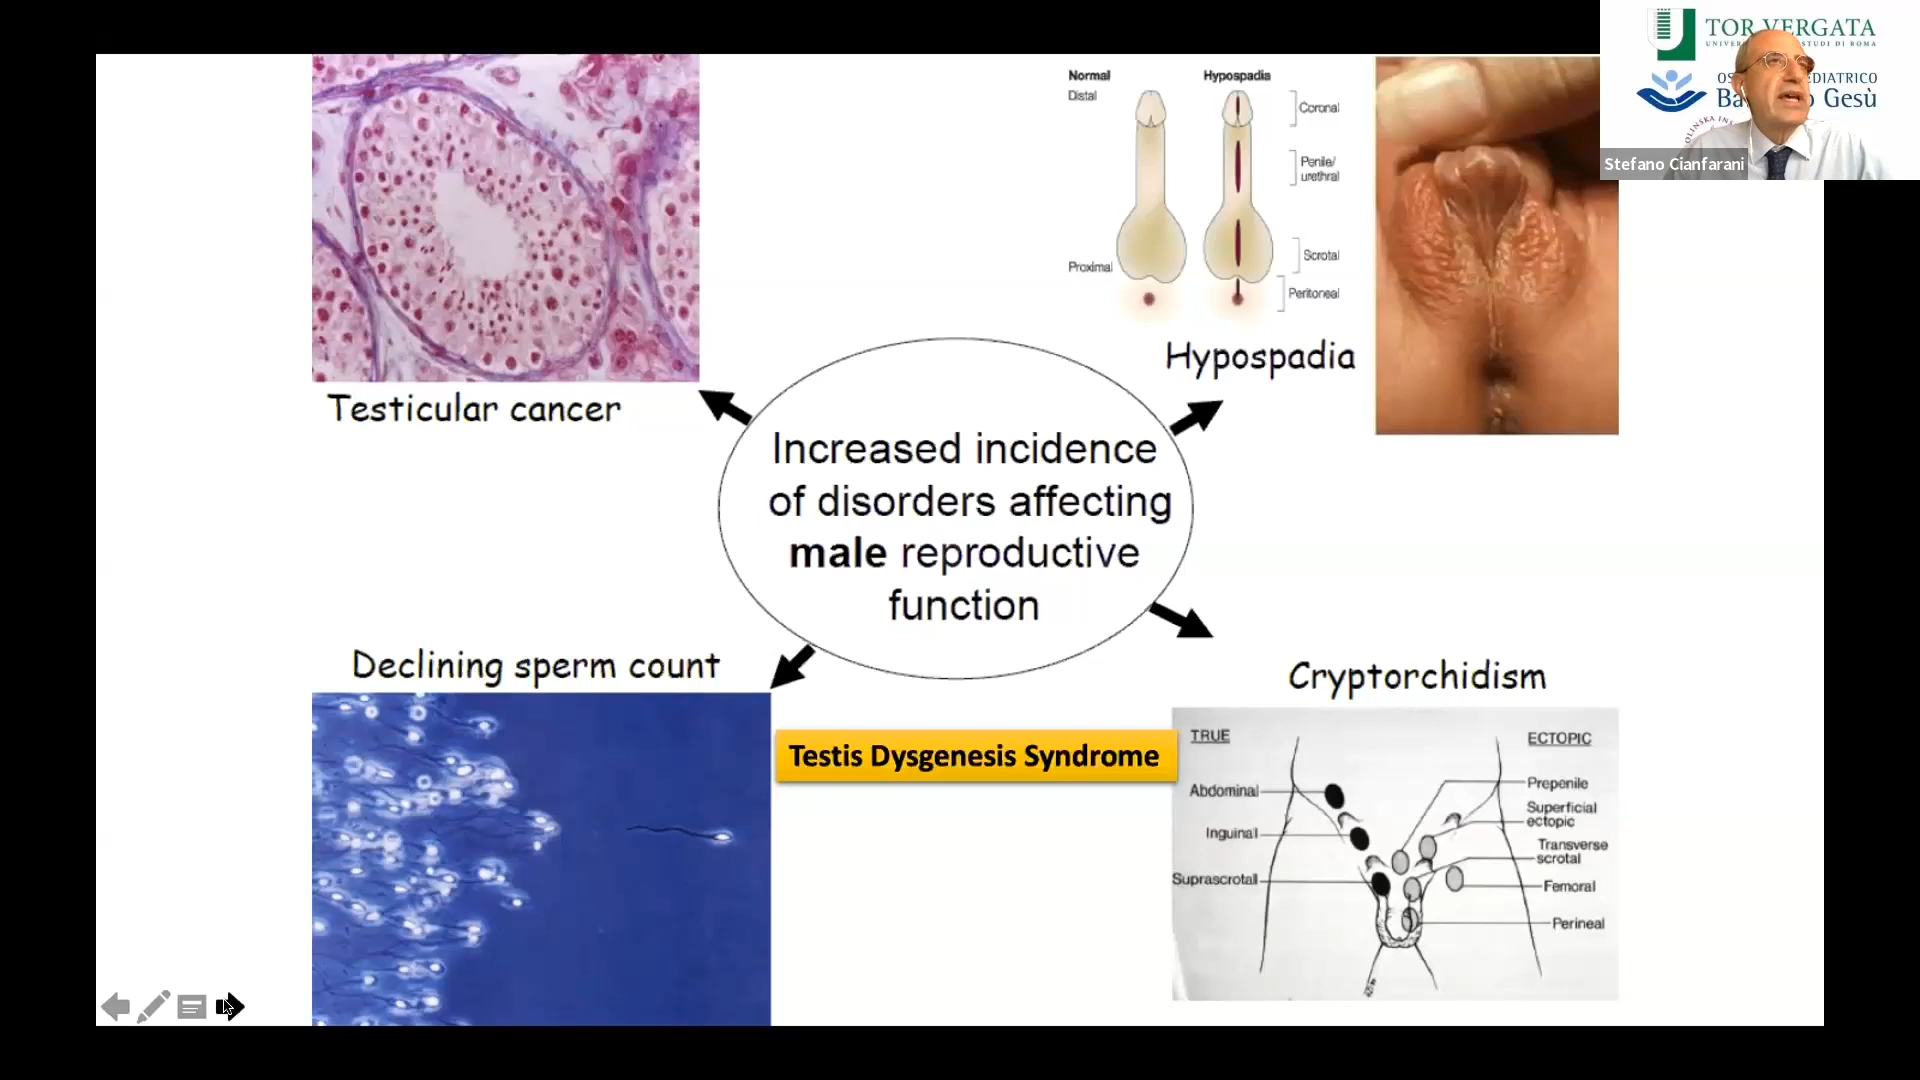 TOR VERGATA
Stefano Cianfarani
Normal
Distal
Proximal
Hypospadia
Coronal
Penile/
urethral
Scrotal
Peritoneal
Hypospadia
Testicular cancer
Increased incidence
of disorders affecting
male reproductive
function
Declining sperm count
Testis Dysgenesis Syndrome
Cryptorchidism
TRUE
Abdominal
Inguinal
Suprascrotal
ECTOPIC
Prepenile
Superficial
ectopic
Transverse
scrotal
Femoral
Perineal